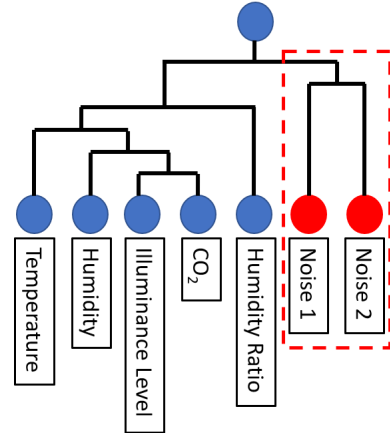 Temperature
Humidity
Illuminance Level
CO₂
Humidity Ratio
Noise 1
Noise 2